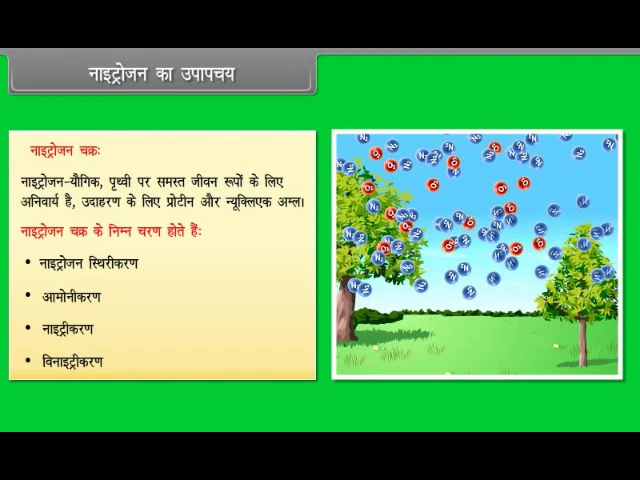 नाइट्रोजन का उपापचय
नाइट्रोजन चक्रः
नाइट्रोजन-यौगिक, पृथ्वी पर समस्त जीवन रूपों के लिए
अनिवार्य है, उदाहरण के लिए प्रोटीन और न्यूक्लिएक अम्ल।
नाइट्रोजन चक्र के निम्न चरण होते हैंः
• नाइट्रोजन स्थिरीकरण
• आमोनीकरण
• नाइट्रीकरण
• विनाइट्रीकरण